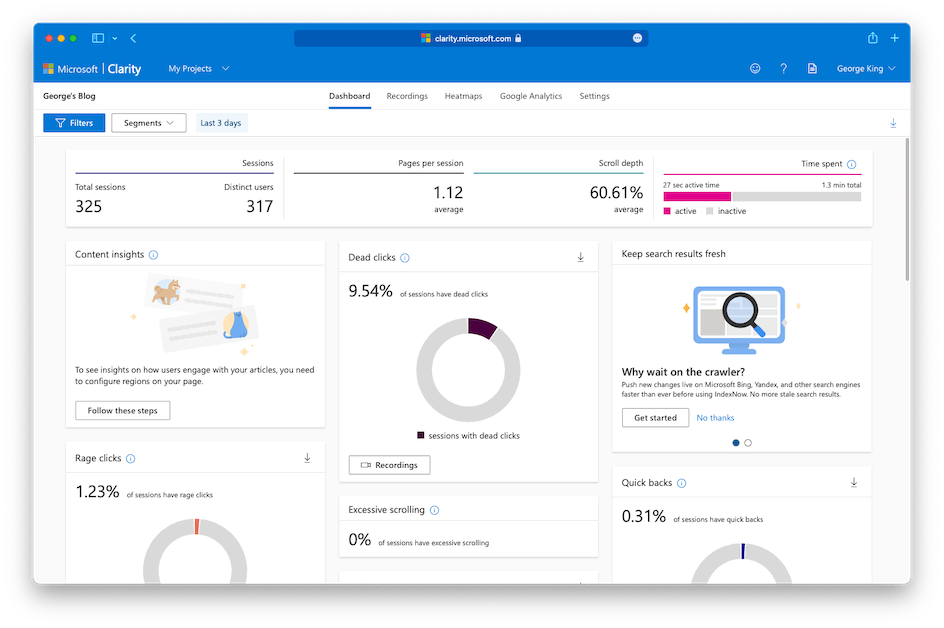 clarity.microsoft.com
Microsoft | Clarity
My Projects
George King
George's Blog
Dashboard
Recordings
Heatmaps
Google Analytics
Settings
Filters
Segments
Last 3 days
Sessions
Total sessions
Distinct users
325
317
Pages per session
1.12
average
Scroll depth
60.61%
average
Time spent
27 sec active time
1.3 min total
active
inactive
Content insights
To see insights on how users engage with your articles, you need
to configure regions on your page.
Follow these steps
Dead clicks
9.54% of sessions have dead clicks
sessions with dead clicks
Recordings
Keep search results fresh
Why wait on the crawler?
Push new changes live on Microsoft Bing, Yandex, and other search engines
faster than ever before using IndexNow. No more stale search results.
Get started
No thanks
Rage clicks
1.23% of sessions have rage clicks
Excessive scrolling
0% of sessions have excessive scrolling
Quick backs
0.31% of sessions have quick backs